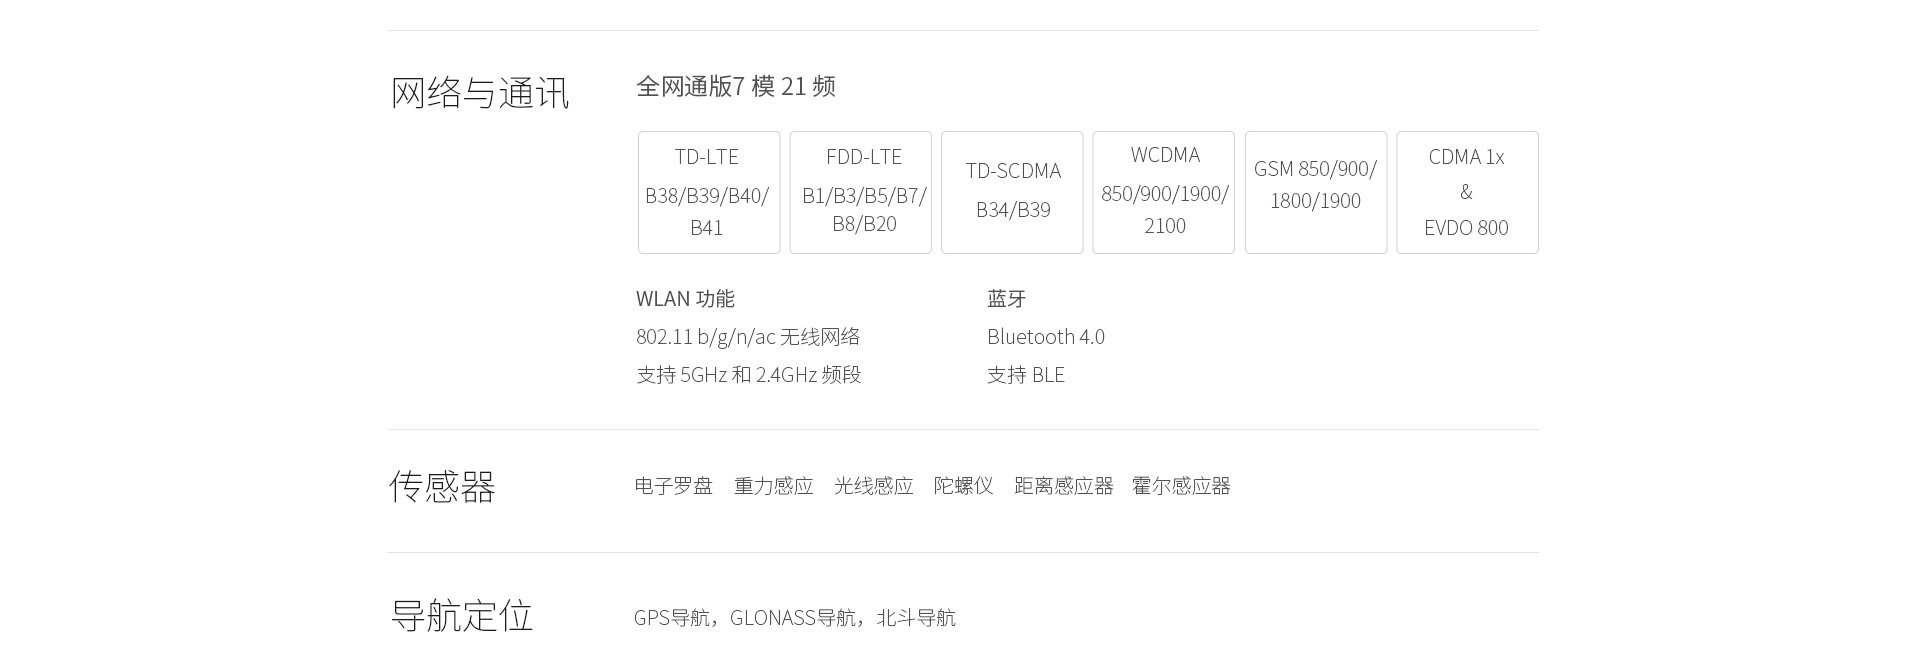 网络与通讯
全网通版7 模 21 频
TD-LTE
B38/B39/B40/
B41
FDD-LTE
B1/B3/B5/B7/
B8/B20
TD-SCDMA
B34/B39
WCDMA
850/900/1900/
2100
GSM 850/900/
1800/1900
CDMA 1x
&
EVDO 800
WLAN 功能
802.11 b/g/n/ac 无线网络
支持 5GHz 和 2.4GHz 频段
蓝牙
Bluetooth 4.0
支持 BLE
传感器
电子罗盘 重力感应 光线感应 陀螺仪 距离感应器 霍尔感应器
导航定位
GPS导航，GLONASS导航，北斗导航